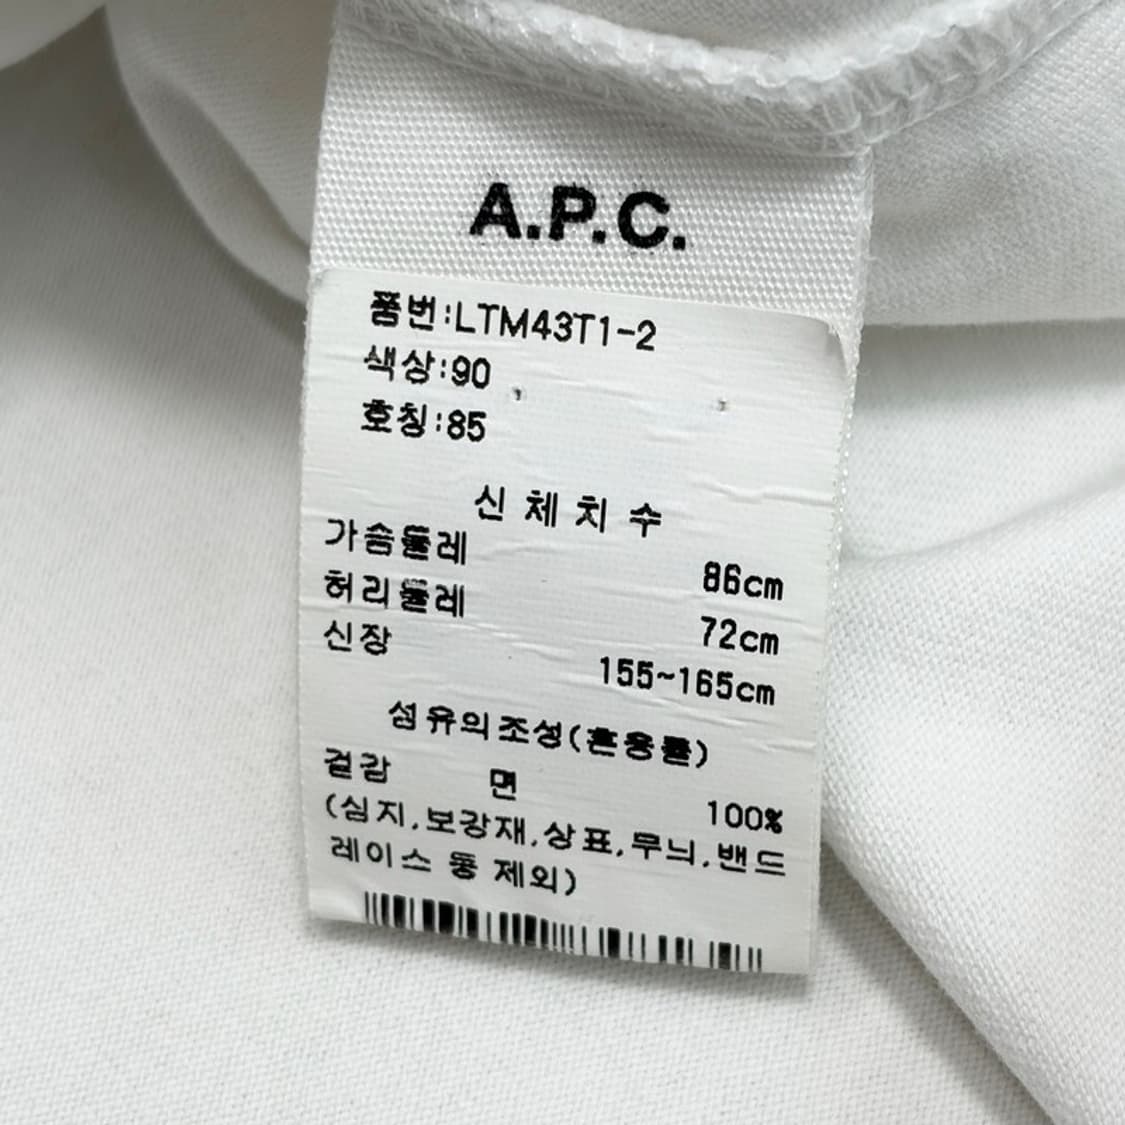 A.P.C.
품번:LTM43T1-2
색상:90
호칭:85
신체치수
가슴둘레 86cm
허리둘레 72cm
신장 155~165cm
섬유의조성(혼용률)
겉감 면 100%
(심지,보강재,상표,무늬,밴드
레이스 등 제외)